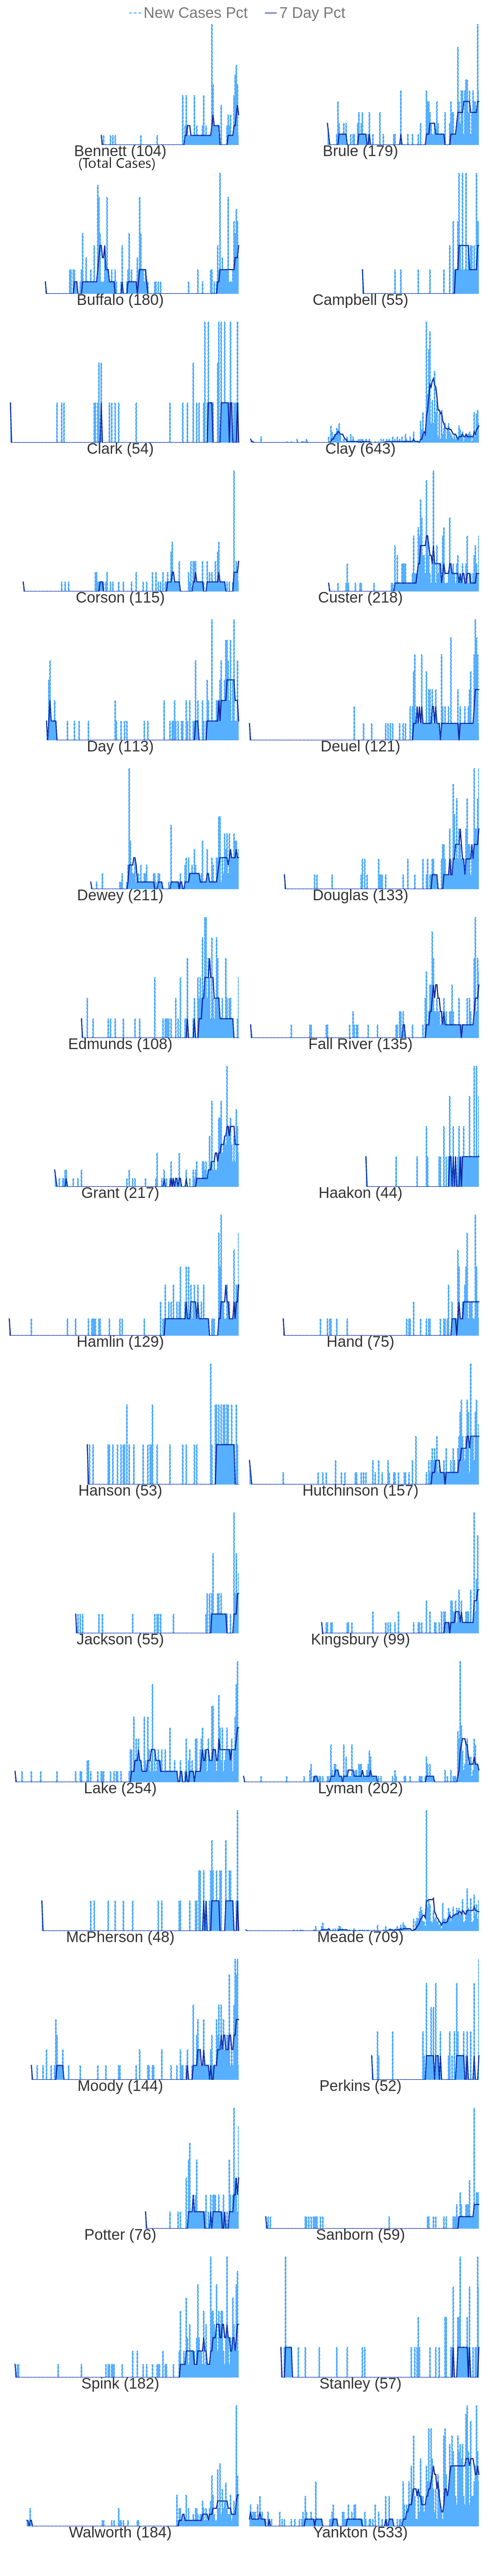 New Cases Pct 7 Day Pct
Bennett (104) Brule (179)
(Total Cases)
Buffalo (180) Campbell (55)
Clark (54) Clay (643)
Corson (115) Custer (218)
Day (113) Deuel (121)
Dewey (211) Douglas (133)
Edmunds (108) Fall River (135)
Grant (217) Haakon (44)
Hamlin (129) Hand (75)
Hanson (53) Hutchinson (157)
Jackson (55) Kingsbury (99)
Lake (254) Lyman (202)
McPherson (48) Meade (709)
Moody (144) Perkins (52)
Potter (76) Sanborn (59)
Spink (182) Stanley (57)
Walworth (184) Yankton (533)